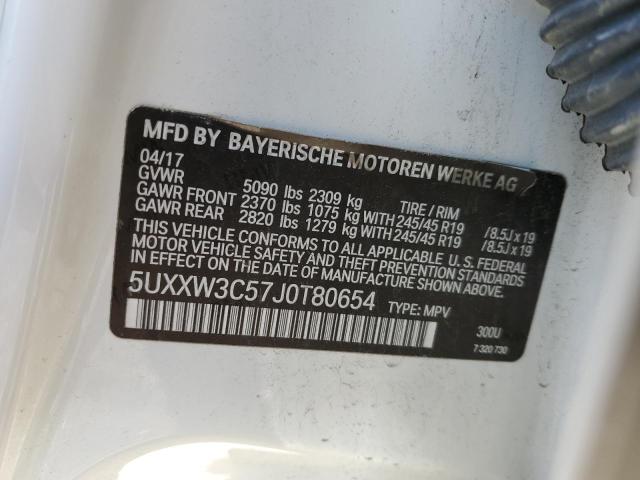 MFD BY BAYERISCHE MOTOREN WERKE AG
04/17
GVWR 5090 lbs 2309 kg TIRE / RIM
GAWR FRONT 2370 lbs 1075 kg WITH 245/45 R19 /8.5J x 19
GAWR REAR 2820 lbs 1279 kg WITH 245/45 R19 /8.5J x 19
THIS VEHICLE CONFORMS TO ALL APPLICABLE U.S. FEDERAL
MOTOR VEHICLE SAFETY, BUMPER, AND THEFT PREVENTION STANDARDS
IN EFFECT ON THE DATE OF MANUFACTURE SHOWN ABOVE.
5UXXW3C57J0T80654 TYPE: MPV
300U
7 320 730